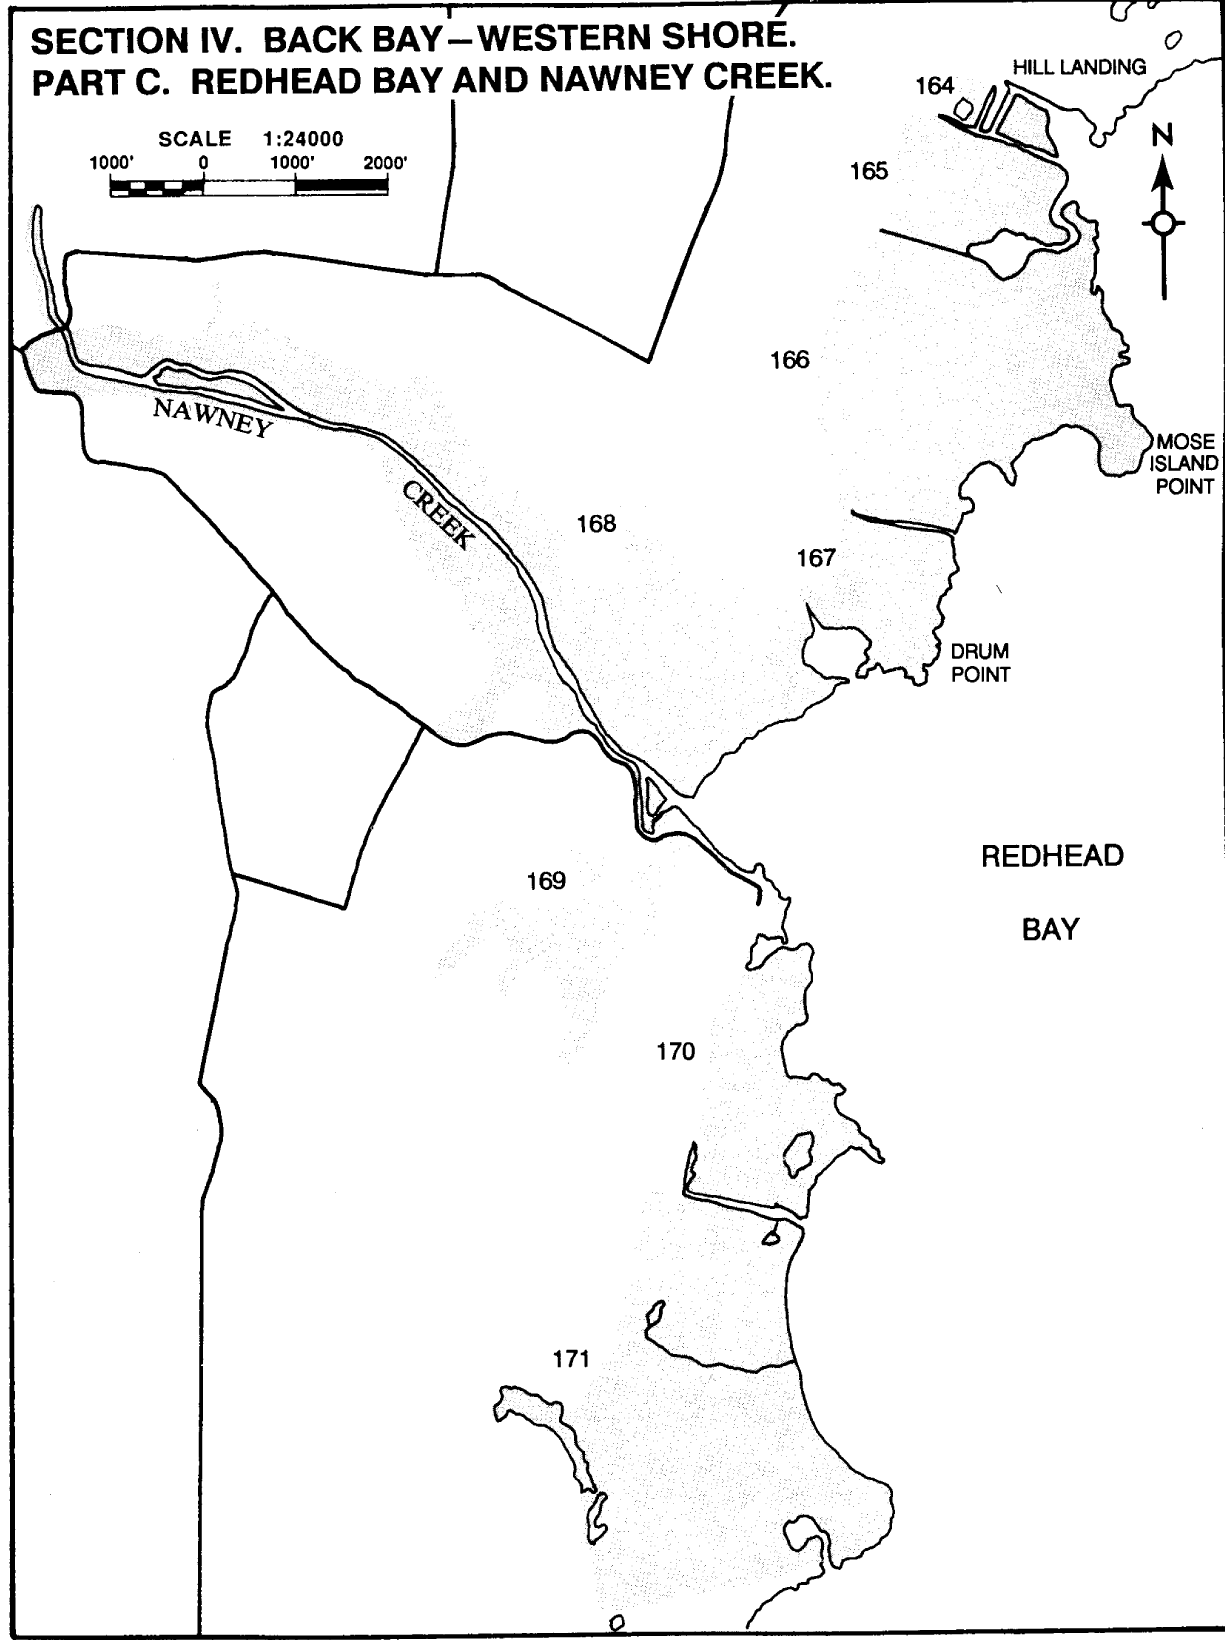 SECTION IV. BACK BAY—WESTERN SHORE.
PART C. REDHEAD BAY AND NAWNEY CREEK.
SCALE 1:24000
1000' 0 1000' 2000'
164
HILL LANDING
N
165
166
NAWNEY
CREEK
MOSE
ISLAND
POINT
168
167
DRUM
POINT
REDHEAD
BAY
169
170
171